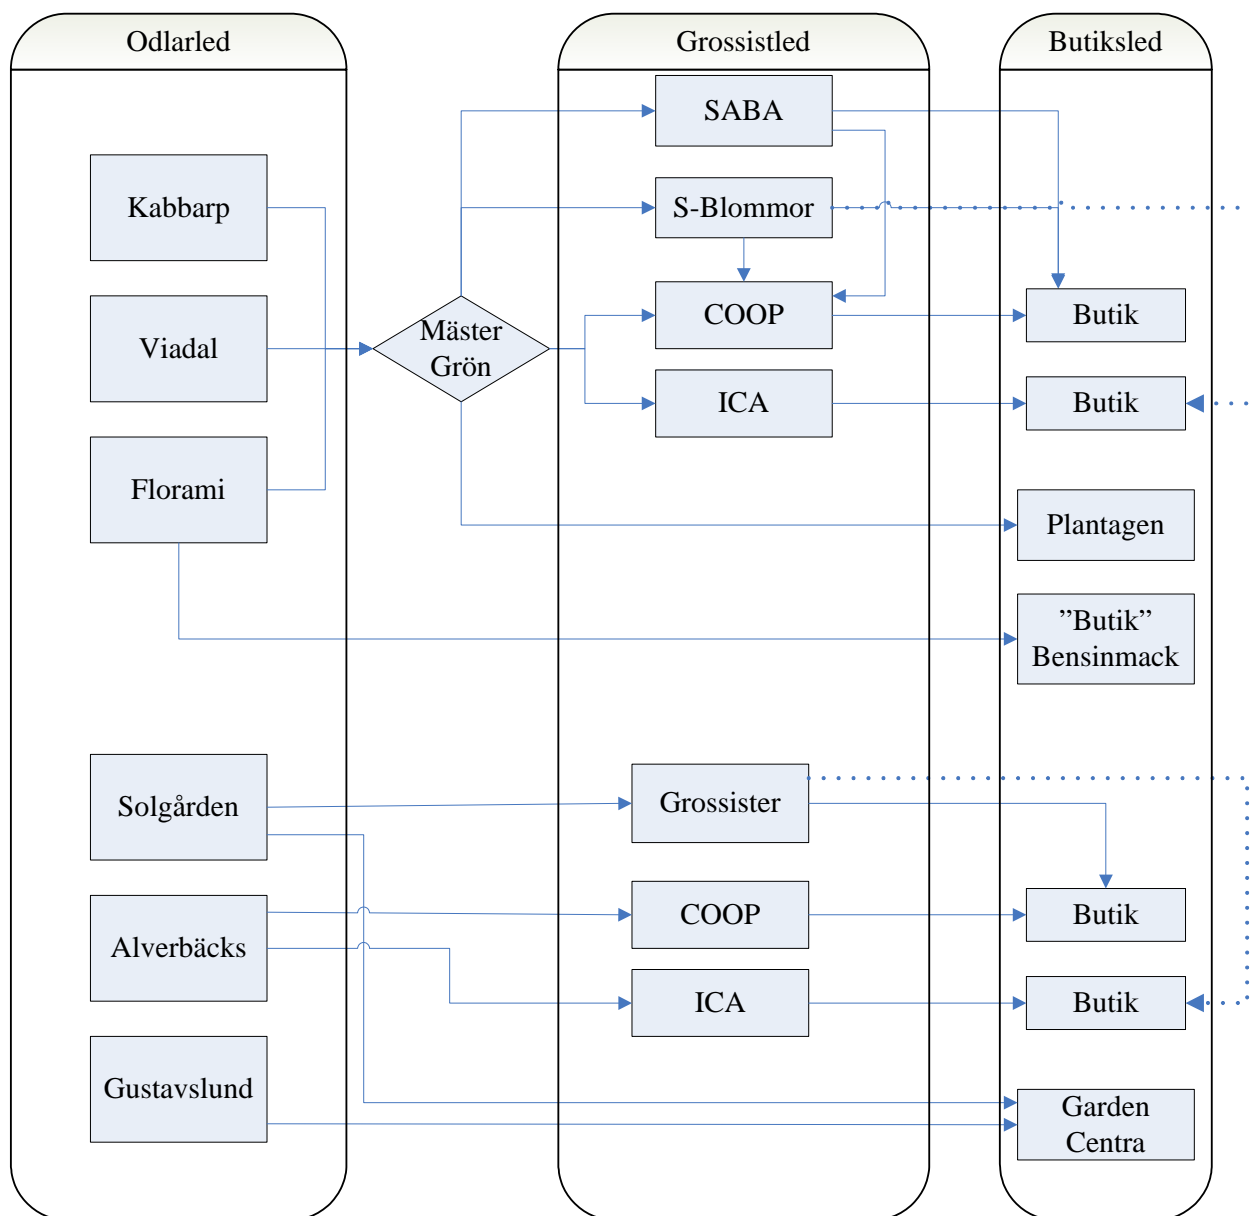 Odlarled
Grossistled
Butiksled
SABA
Kabbarp
S-Blommor
Viadal
Mäster
Grön
COOP
Butik
ICA
Butik
Florami
Plantagen
”Butik”
Bensinmack
Solgården
Grossister
Alverbäcks
COOP
Butik
ICA
Butik
Gustavslund
Garden
Centra